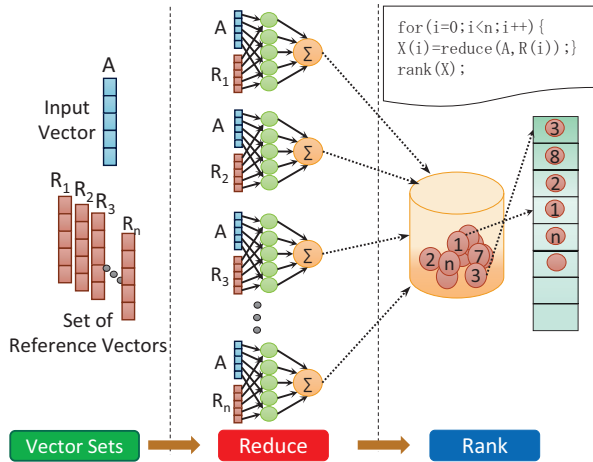 A
Input
Vector
R1 R2 R3 Rn
Set of
Reference Vectors
A
R1
Σ
A
R2
Σ
A
R3
Σ
A
Rn
Σ
for(i=0;i<n;i++){
X(i)=reduce(A,R(i));}
rank(X);
1
2 n 7
3
3
8
2
1
n
Vector Sets
Reduce
Rank